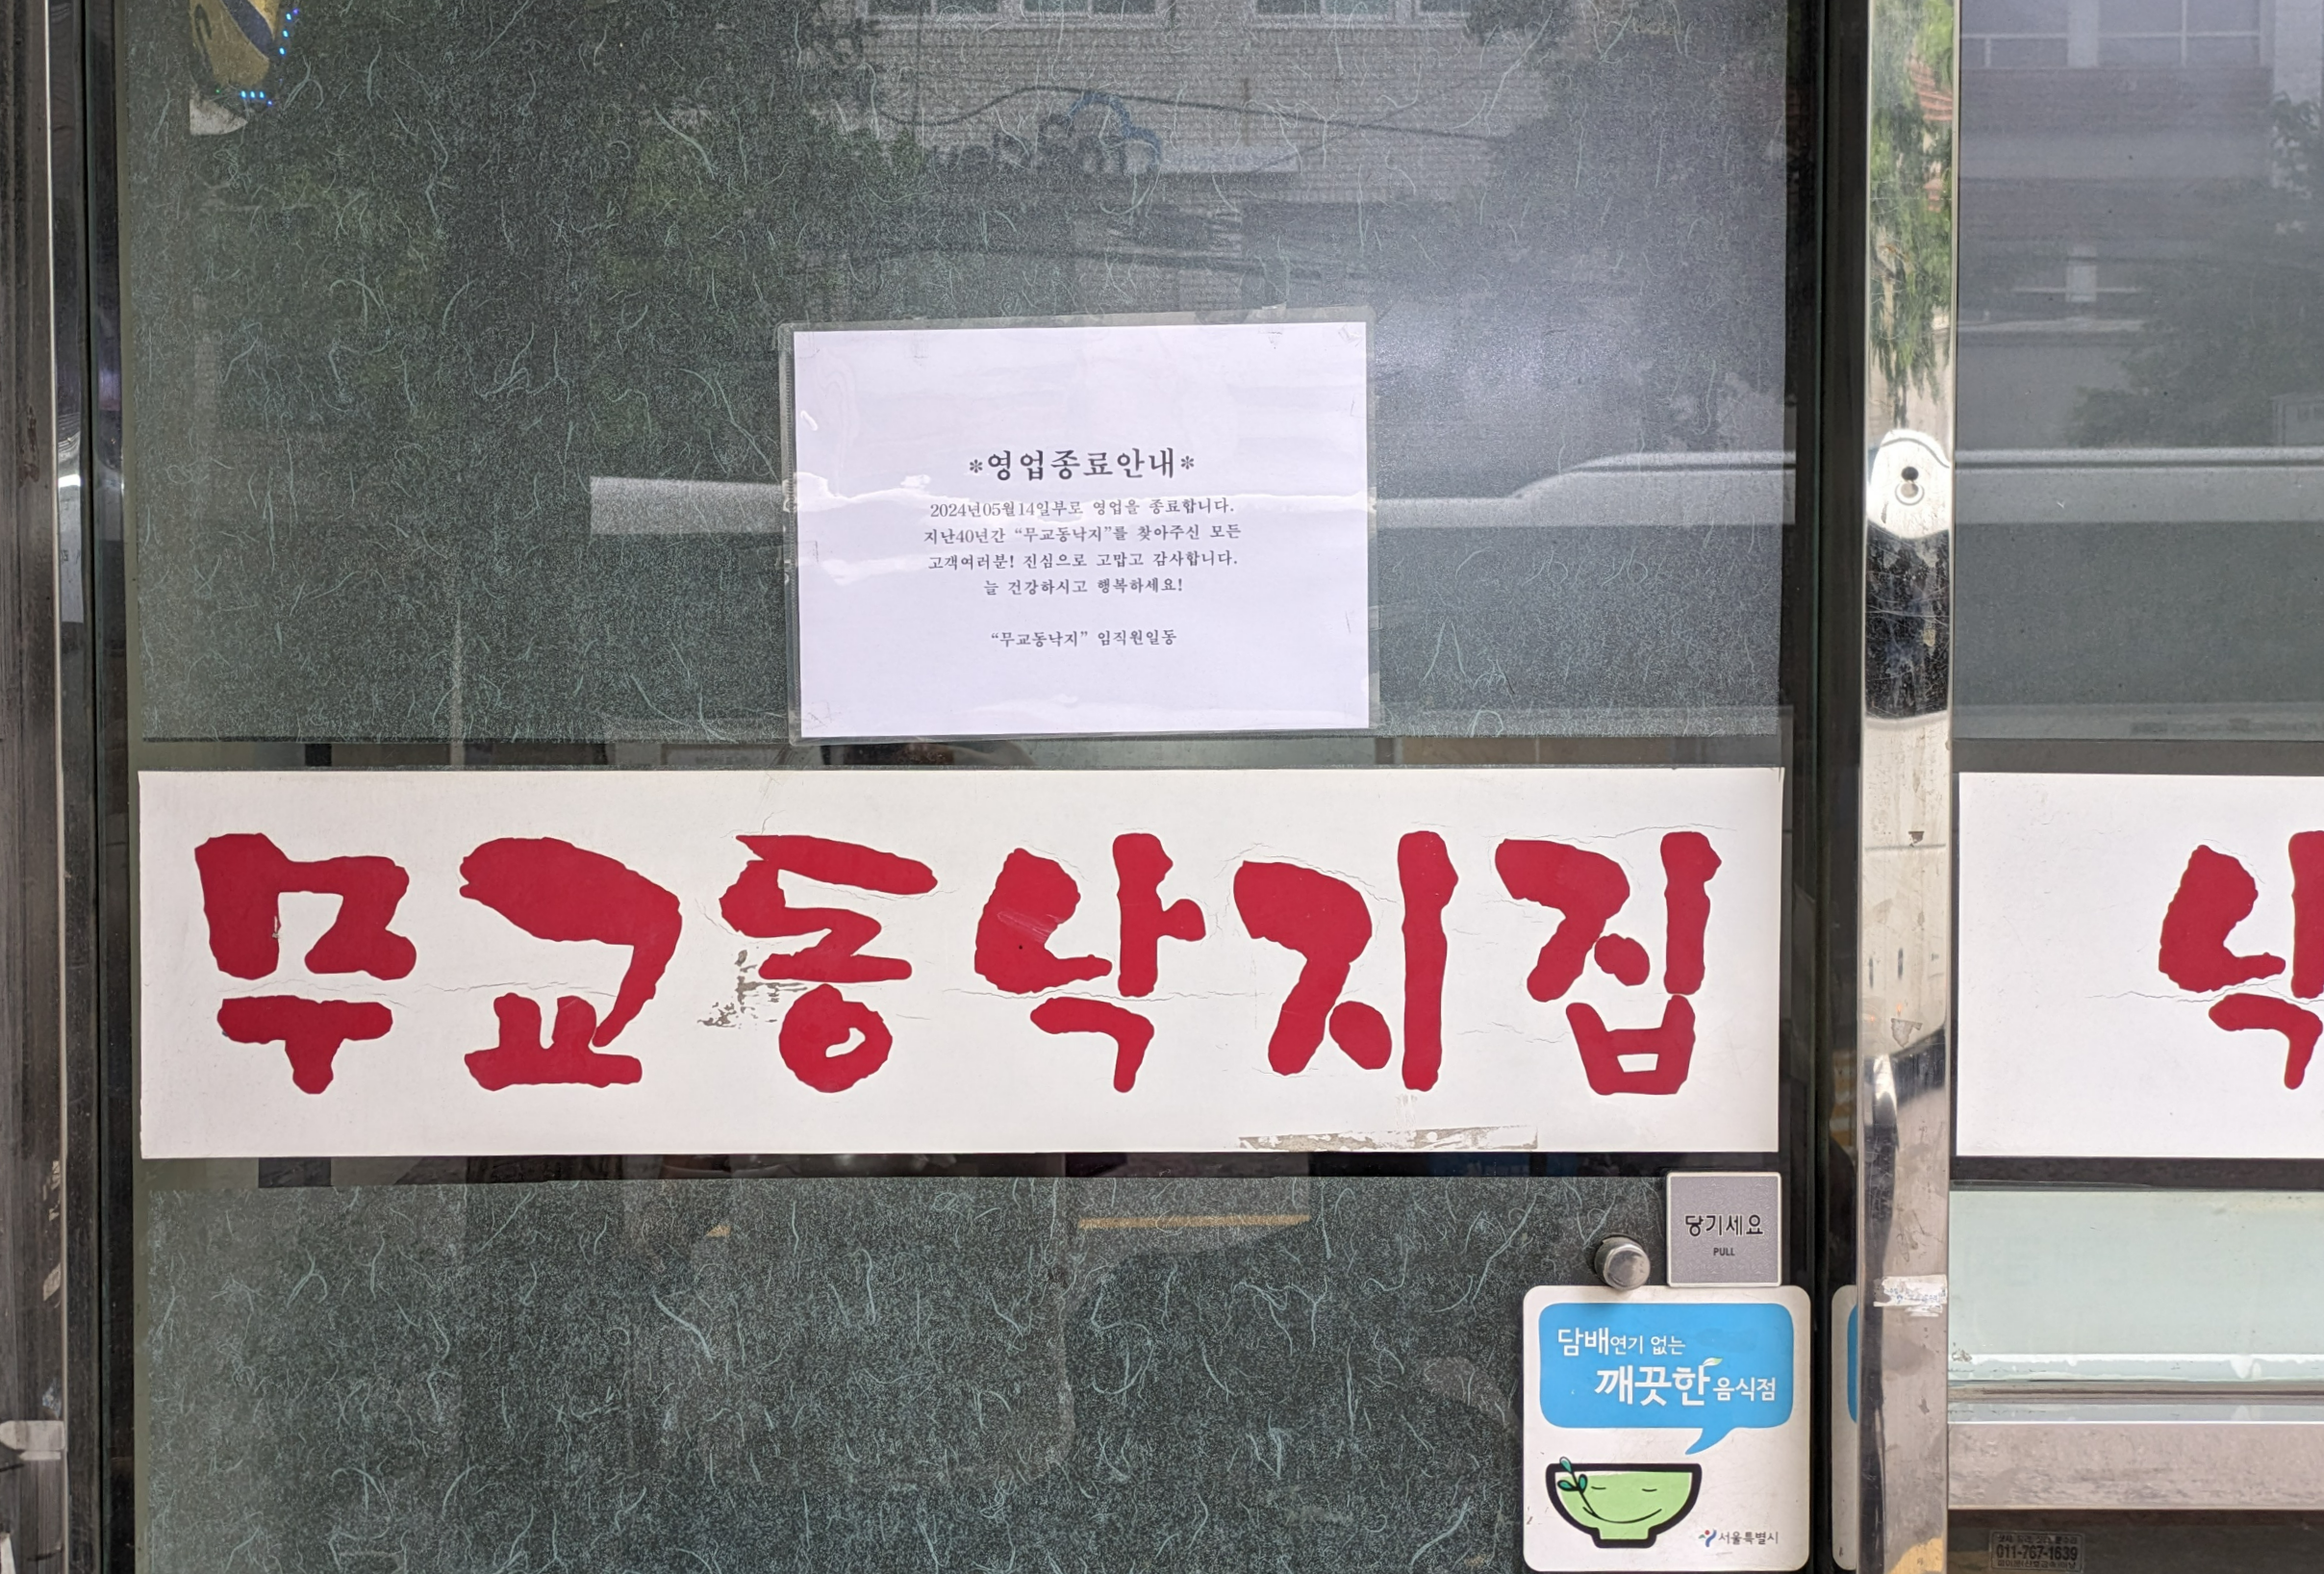 *영업종료안내*
2024년05월14일부로 영업을 종료합니다.
지난40년간 “무교동낙지”를 찾아주신 모든
고객여러분! 진심으로 고맙고 감사합니다.
늘 건강하시고 행복하세요!
“무교동낙지” 임직원일동
무교동낙지집
낙
당기세요
PULL
담배연기 없는
깨끗한 음식점
서울특별시
011-767-1639